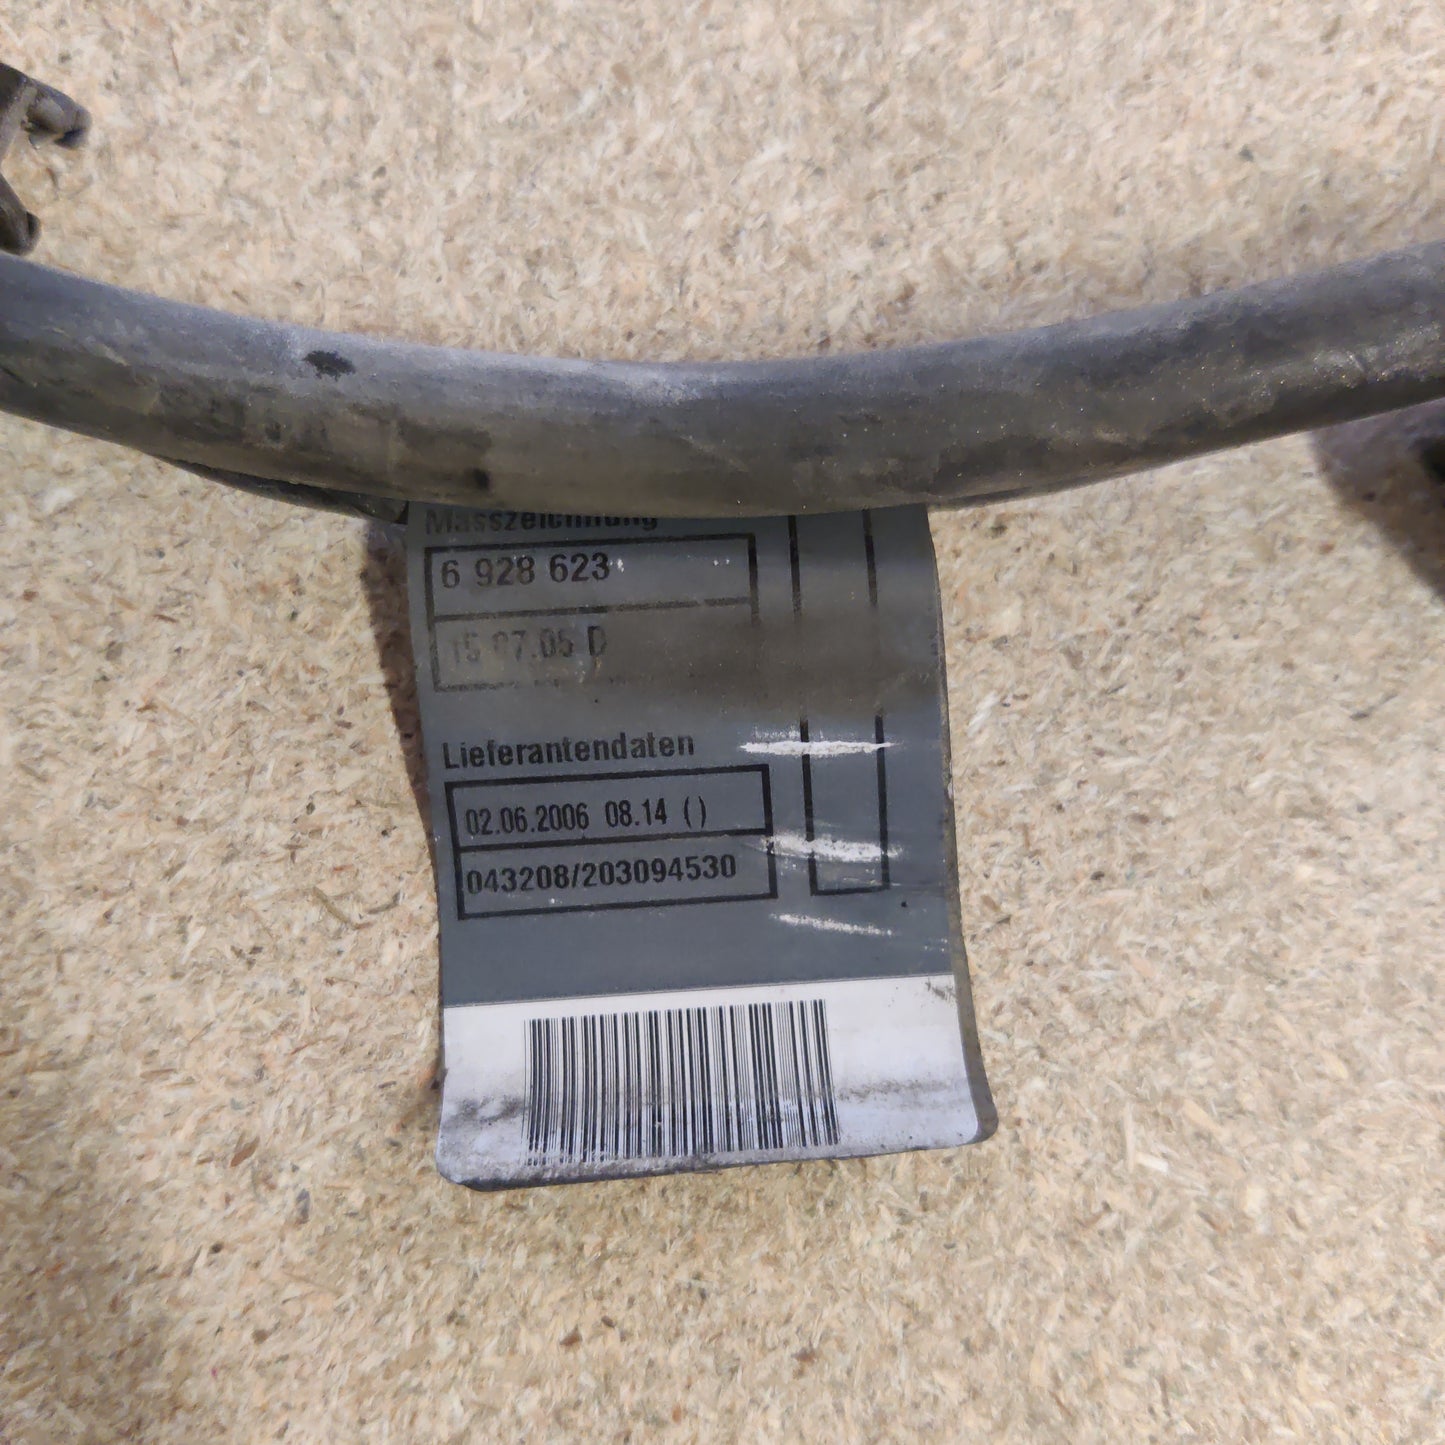 Masszeichnung
6 928 623
15.07.05 D
Lieferantendaten
02.06.2006 08.14 ( )
043208/203094530